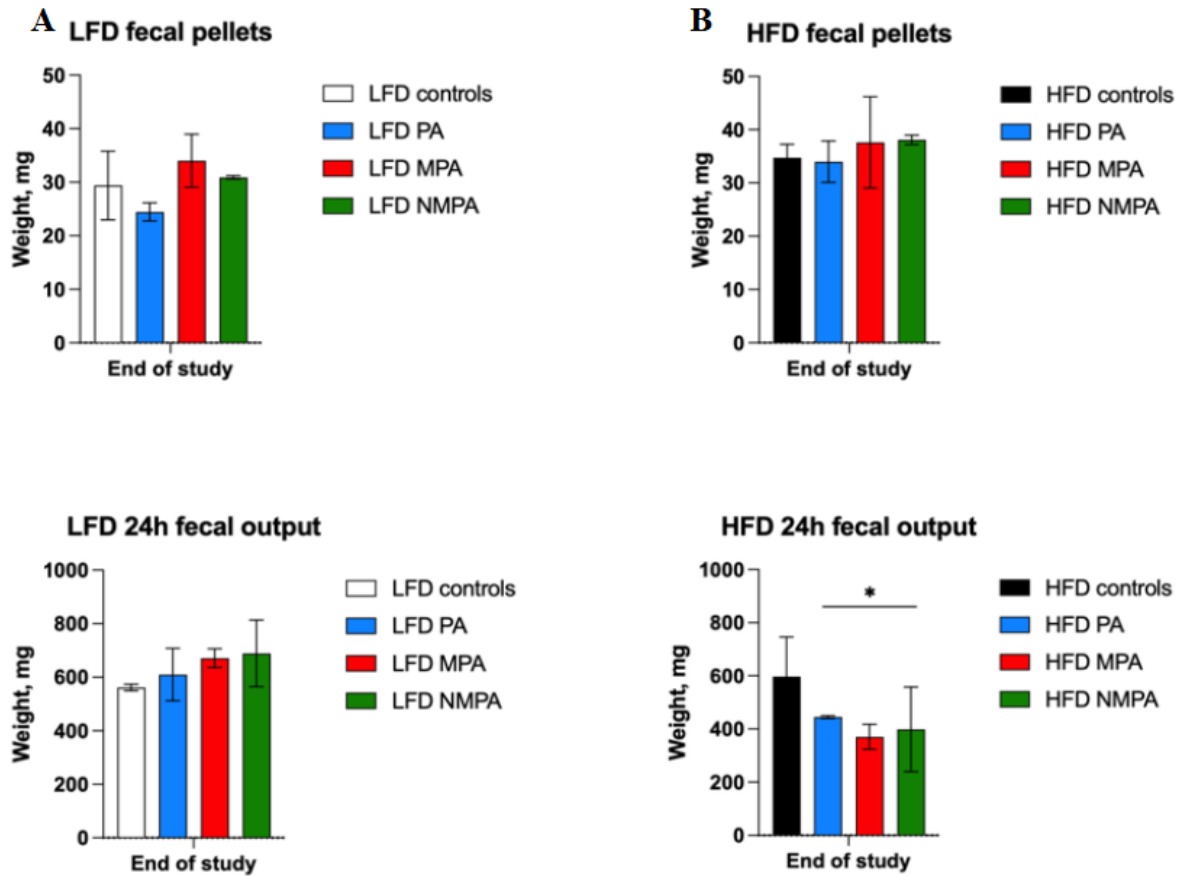 A LFD fecal pellets
50
40
30
20
10
0
Weight, mg
End of study
LFD controls
LFD PA
LFD MPA
LFD NMPA
B HFD fecal pellets
50
40
30
20
10
0
Weight, mg
End of study
HFD controls
HFD PA
HFD MPA
HFD NMPA
LFD 24h fecal output
1000
800
600
400
200
0
Weight, mg
End of study
LFD controls
LFD PA
LFD MPA
LFD NMPA
HFD 24h fecal output
1000
800
600
400
200
0
Weight, mg
*
End of study
HFD controls
HFD PA
HFD MPA
HFD NMPA